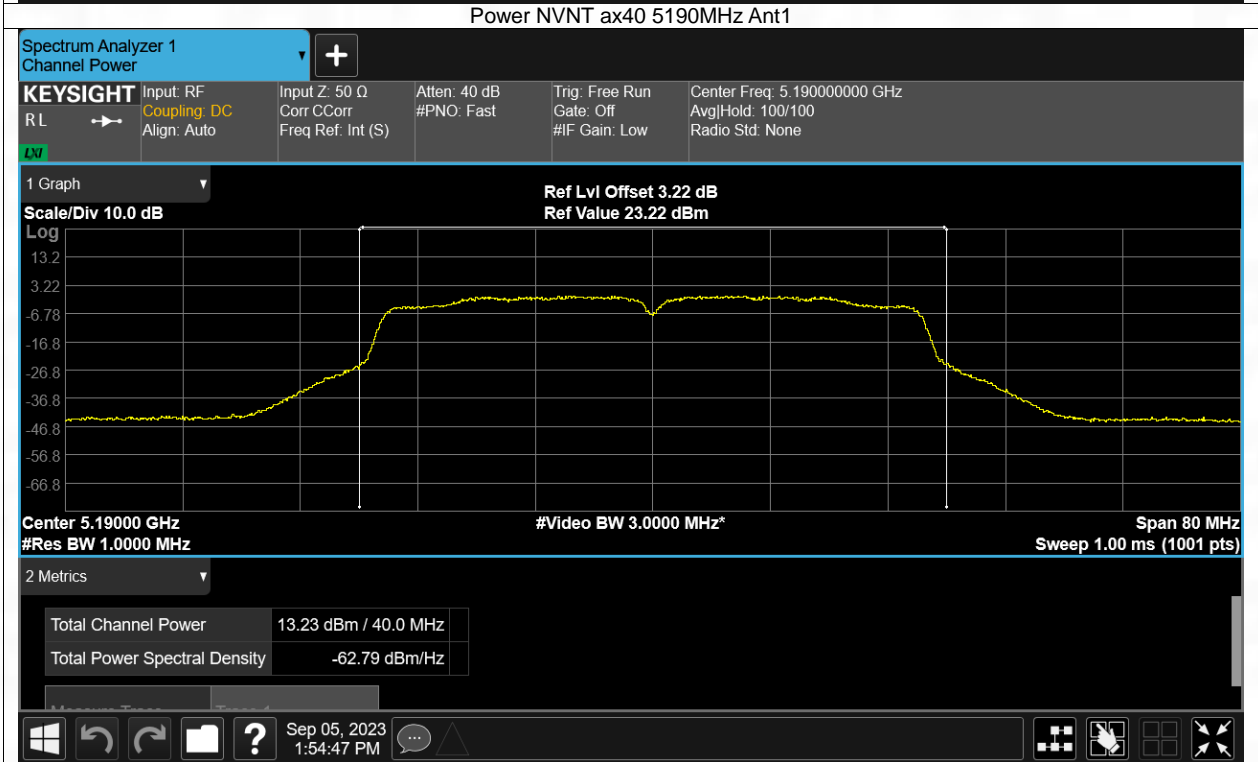 Power NVNT ax40 5190MHz Ant1
Spectrum Analyzer 1
Channel Power
+
KEYSIGHT
RL
LXI
Input: RF
Coupling: DC
Align: Auto
Input Z: 50 Ω
Corr CCorr
Freq Ref: Int (S)
Atten: 40 dB
#PNO: Fast
Trig: Free Run
Gate: Off
#IF Gain: Low
Center Freq: 5.190000000 GHz
Avg|Hold: 100/100
Radio Std: None
1 Graph
Scale/Div 10.0 dB
Ref Lvl Offset 3.22 dB
Ref Value 23.22 dBm
Log
13.2
3.22
-6.78
-16.8
-26.8
-36.8
-46.8
-56.8
-66.8
Center 5.19000 GHz
#Video BW 3.0000 MHz*
Span 80 MHz
#Res BW 1.0000 MHz
Sweep 1.00 ms (1001 pts)
2 Metrics
Total Channel Power 13.23 dBm / 40.0 MHz
Total Power Spectral Density -62.79 dBm/Hz
?
Sep 05, 2023
1:54:47 PM